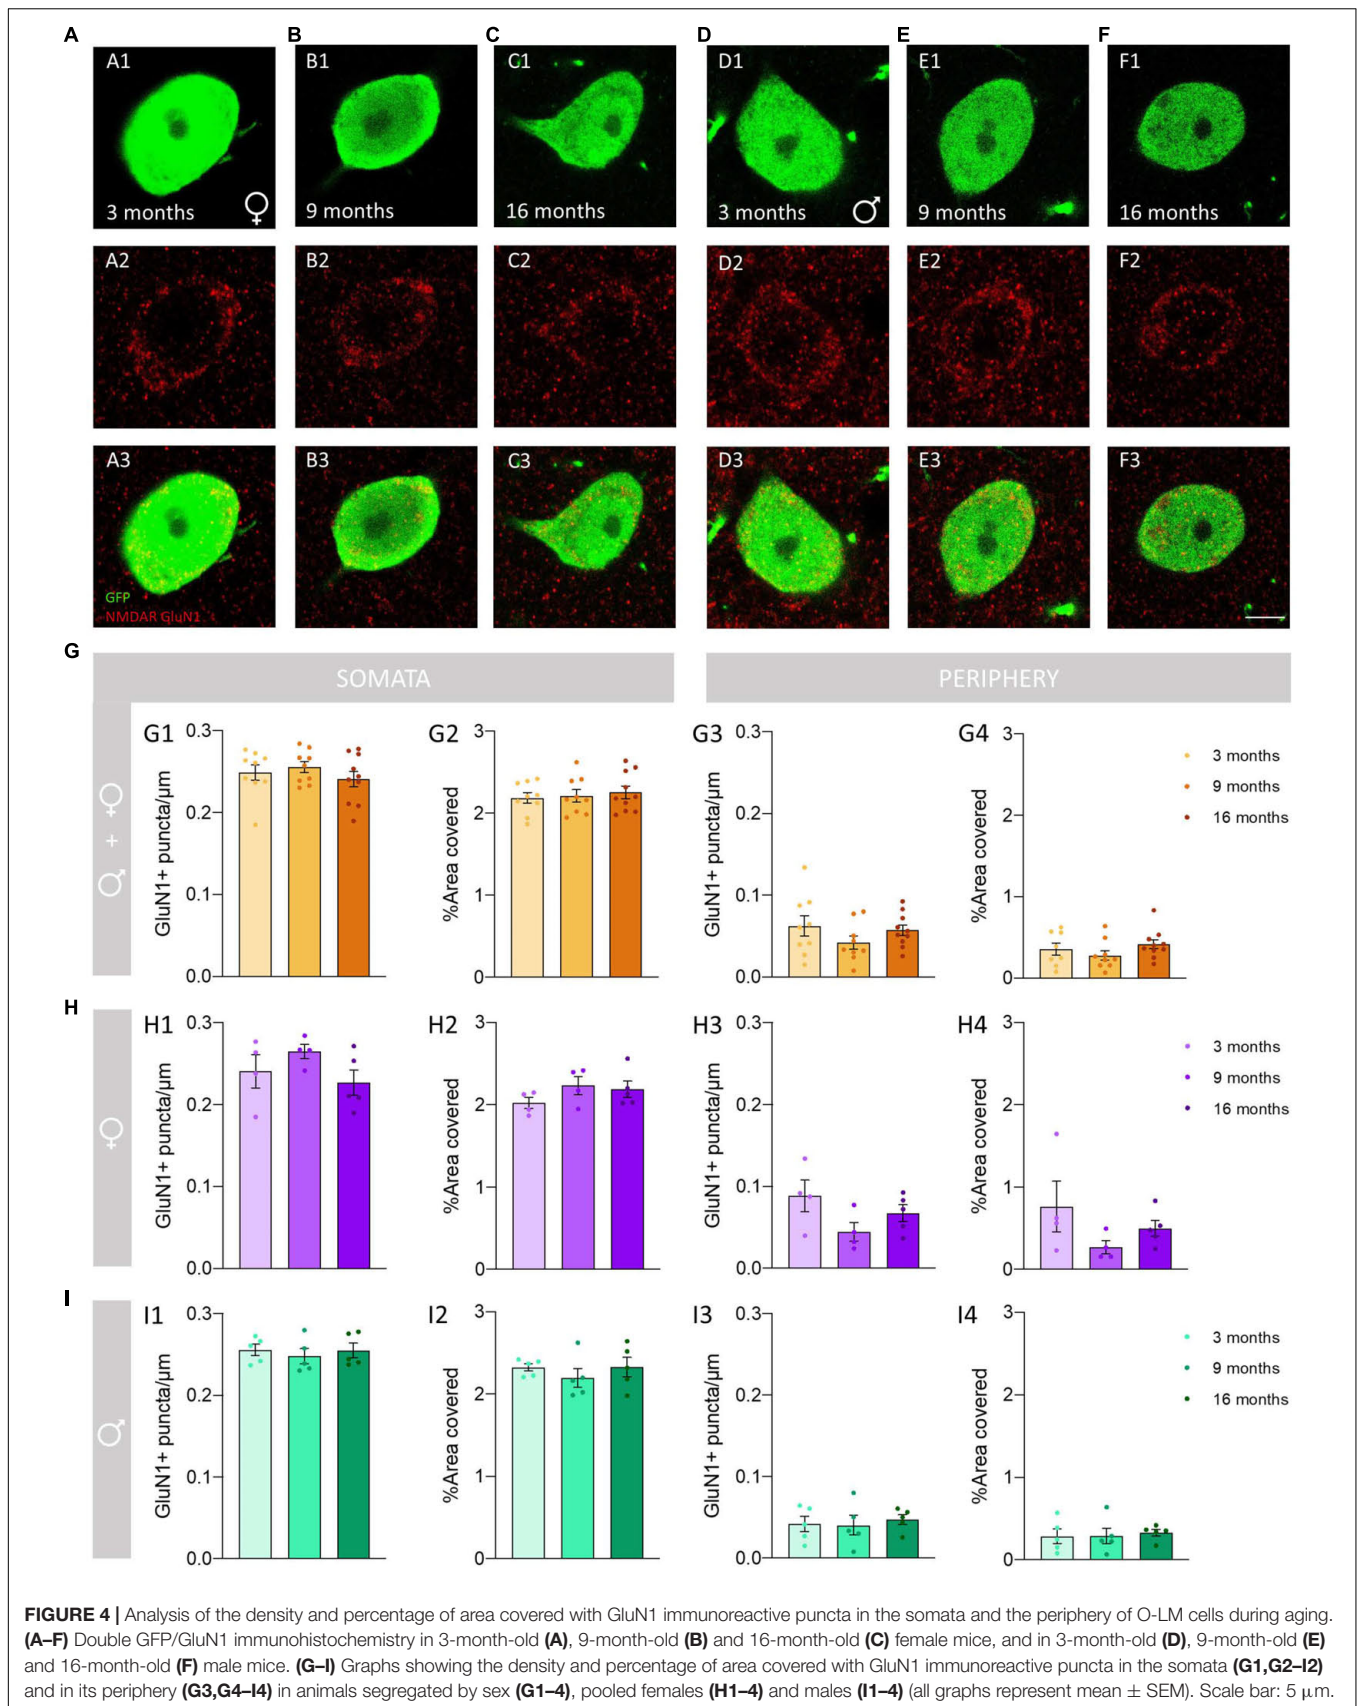 A B C D E F
A1 B1 C1 D1 E1 F1
3 months ♀ 9 months 16 months 3 months ♂ 9 months 16 months
A2 B2 C2 D2 E2 F2
A3 B3 C3 D3 E3 F3
GFP
NMDAR GluN1
G
SOMATA PERIPHERY
♀ + ♂
G1 GluN1+ puncta/μm 0.3 0.2 0.1 0.0
G2 %Area covered 3 2 1 0
G3 GluN1+ puncta/μm 0.3 0.2 0.1 0.0
G4 %Area covered 3 2 1 0
3 months
9 months
16 months
H
♀
H1 GluN1+ puncta/μm 0.3 0.2 0.1 0.0
H2 %Area covered 3 2 1 0
H3 GluN1+ puncta/μm 0.3 0.2 0.1 0.0
H4 %Area covered 3 2 1 0
3 months
9 months
16 months
I
♂
I1 GluN1+ puncta/μm 0.3 0.2 0.1 0.0
I2 %Area covered 3 2 1 0
I3 GluN1+ puncta/μm 0.3 0.2 0.1 0.0
I4 %Area covered 3 2 1 0
3 months
9 months
16 months
FIGURE 4 | Analysis of the density and percentage of area covered with GluN1 immunoreactive puncta in the somata and the periphery of O-LM cells during aging.
(A–F) Double GFP/GluN1 immunohistochemistry in 3-month-old (A), 9-month-old (B) and 16-month-old (C) female mice, and in 3-month-old (D), 9-month-old (E)
and 16-month-old (F) male mice. (G–I) Graphs showing the density and percentage of area covered with GluN1 immunoreactive puncta in the somata (G1,G2–I2)
and in its periphery (G3,G4–I4) in animals segregated by sex (G1–4), pooled females (H1–4) and males (I1–4) (all graphs represent mean ± SEM). Scale bar: 5 μm.